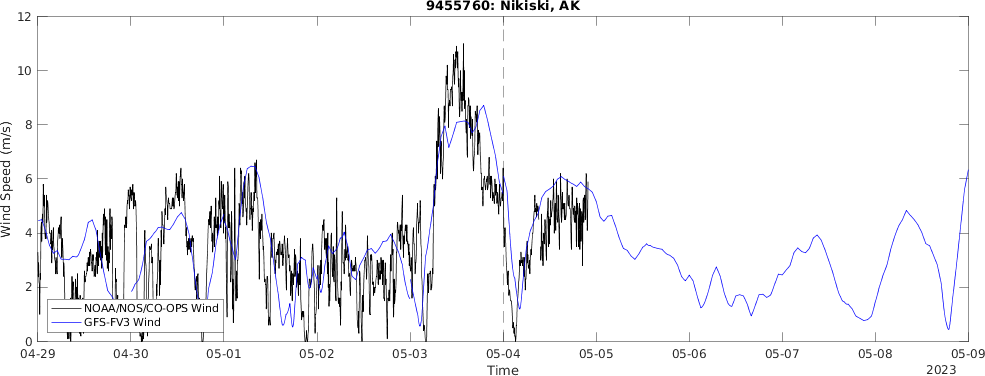 9455760: Nikiski, AK
12
10
8
6
4
2
0
Wind Speed (m/s)
NOAA/NOS/CO-OPS Wind
GFS-FV3 Wind
04-29 04-30 05-01 05-02 05-03 05-04 05-05 05-06 05-07 05-08 05-09
Time
2023